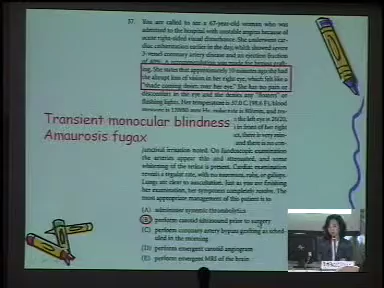 37. You are called to see a 67-year-old woman who was
admitted to the hospital with unstable angina because of
acute right-sided visual disturbance. She underwent car-
diac catheterization earlier in the day, which showed severe
3-vessel coronary artery disease and an ejection fraction
of 40%.
ing. She states that approximately 10 minutes ago she had
the abrupt loss of vision in her right eye, which felt like a
"shade coming down over her eye." She has no pain or
discomfort in the eye and she denies any "floaters" or
flashing lights. Her temperature is 37.0 C (98.6 F), blood
the left eye is 20/20,
in front of her right
there is very min-
and there is no con-
Transient monocular blindness
Amaurosis fugax
junctival irritation noted. On funduscopic examination
the arteries appear thin and attenuated, and some
whitening of the retina is present. Cardiac examination
reveals a regular rate, with no murmurs, rubs, or gallops.
Lungs are clear to auscultation. Just as you are finishing
her examination, her symptoms completely resolve. The
most appropriate management of this patient is to
(A) administer systemic thrombolytics
(B) perform carotid ultrasound prior to surgery
(C) perform coronary artery bypass grafting as sched-
uled in the morning
(D) perform emergent carotid angiogram
(E) perform emergent MRI of the brain